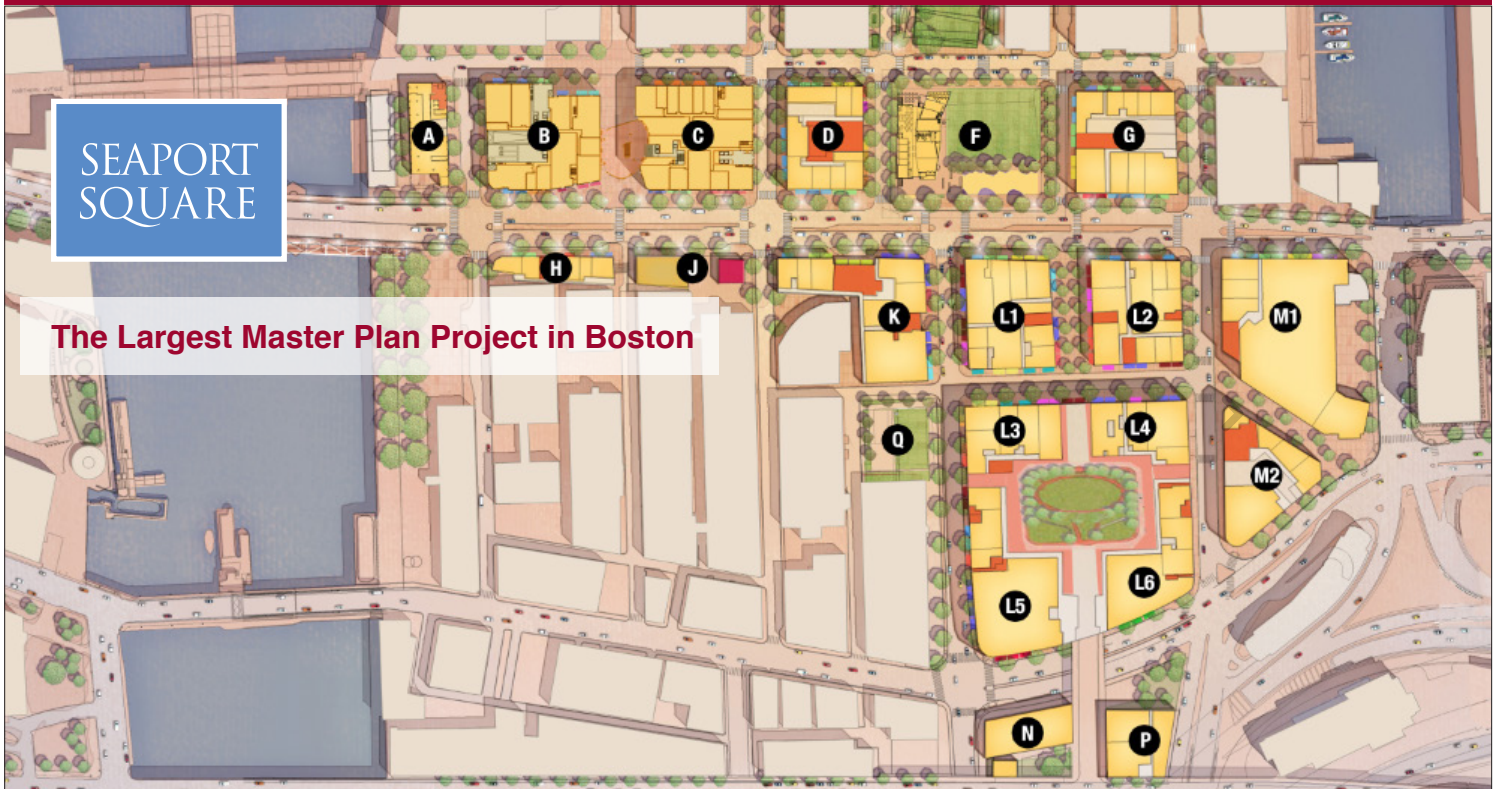 A
B
C
D
F
G
SEAPORT
SQUARE
H
J
K
L1
L2
M1
The Largest Master Plan Project in Boston
Q
L3
L4
M2
L5
L6
N
P